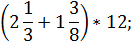 (2 1/3 + 1 3/8) * 12;